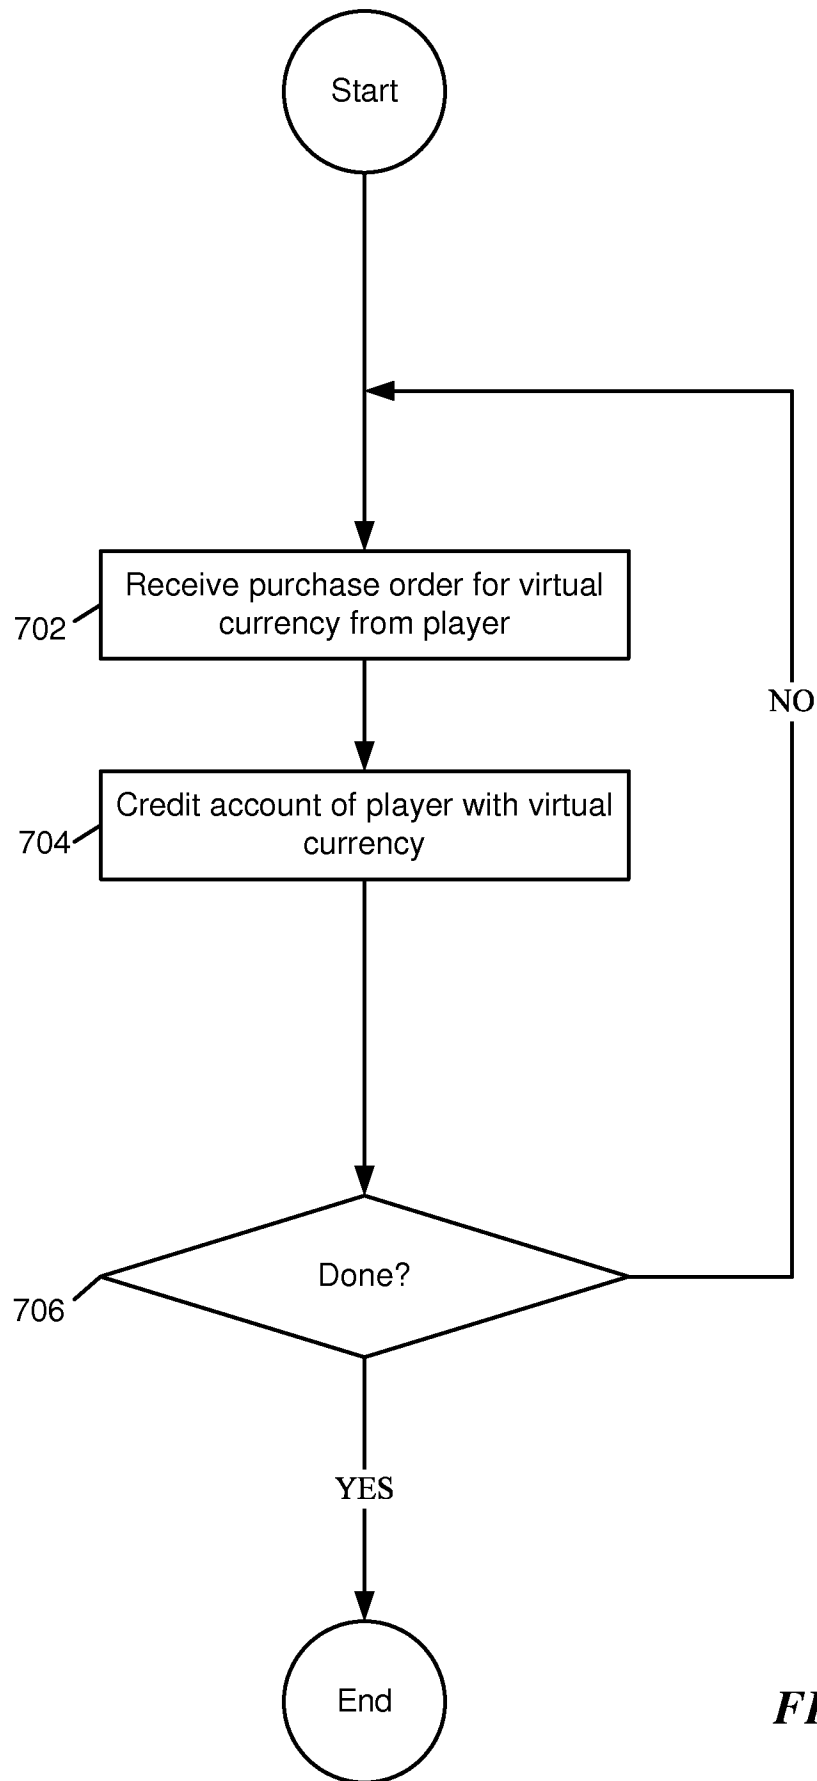 Start
Receive purchase order for virtual
currency from player
702
NO
Credit account of player with virtual
currency
704
Done?
706
YES
End